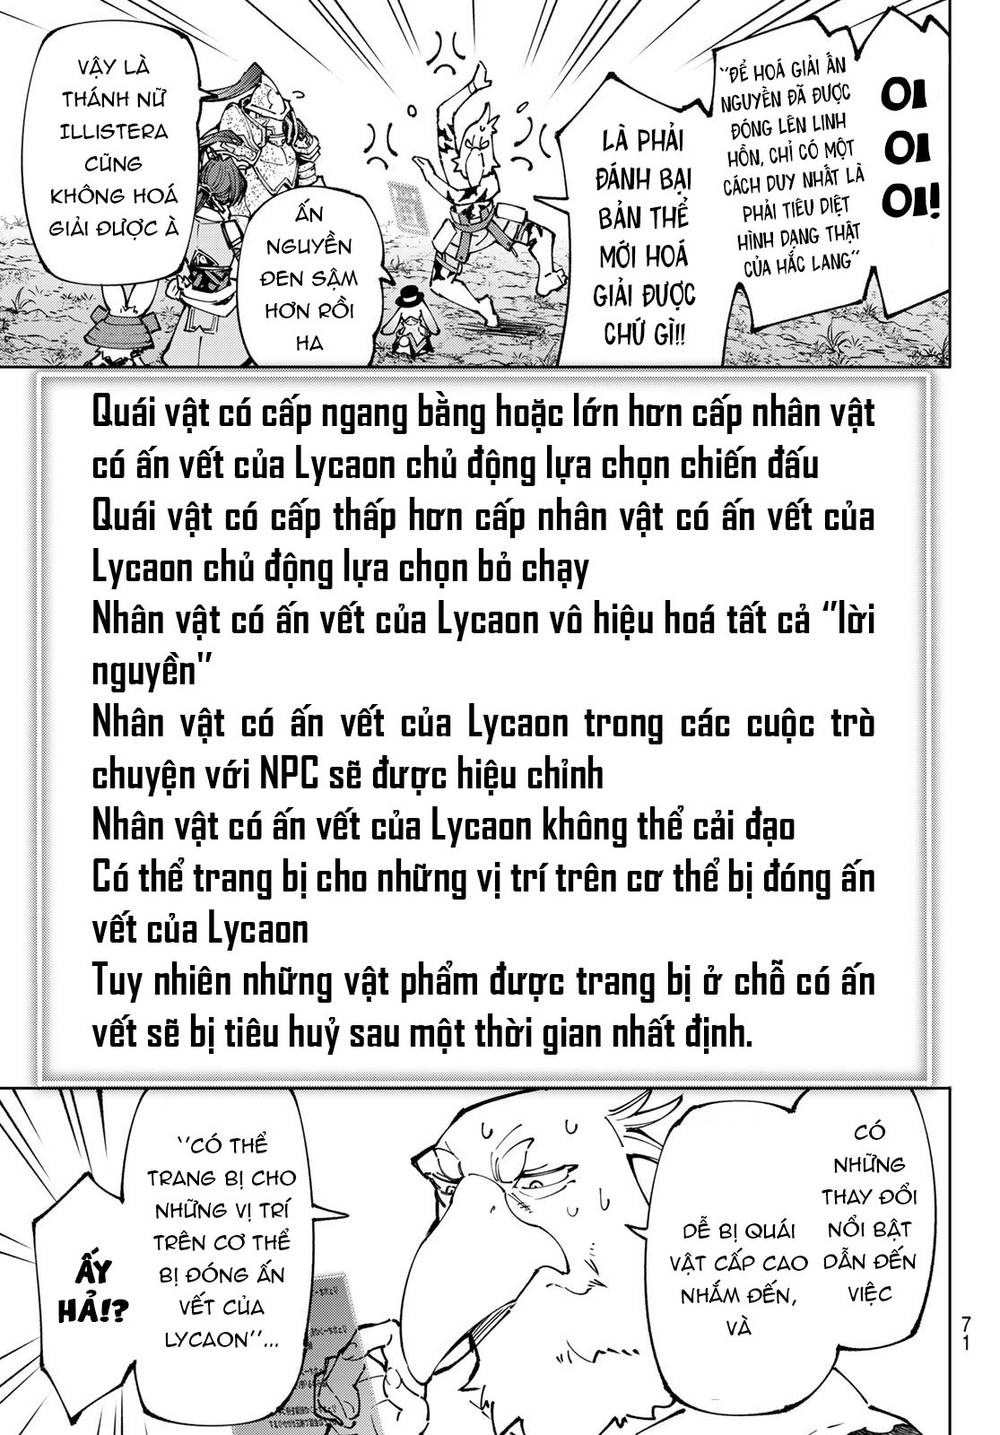 OI
OI
OI!
"ĐỂ HOÁ GIẢI ẤN
NGUYỀN ĐÃ ĐƯỢC
ĐÓNG LÊN LINH
HỒN, CHỈ CÓ MỘT
CÁCH DUY NHẤT LÀ
PHẢI TIÊU DIỆT
HÌNH DẠNG THẬT
CỦA HẮC LANG"
LÀ PHẢI
ĐÁNH BẠI
BẢN THỂ
MỚI HOÁ
GIẢI ĐƯỢC
CHỨ GÌ!!
ẤN
NGUYỀN
ĐEN SẬM
HƠN RỒI
HA
VẬY LÀ
THÁNH NỮ
ILLISTERA
CŨNG
KHÔNG HOÁ
GIẢI ĐƯỢC À
Quái vật có cấp ngang bằng hoặc lớn hơn cấp nhân vật
có ấn vết của Lycaon chủ động lựa chọn chiến đấu
Quái vật có cấp thấp hơn cấp nhân vật có ấn vết của
Lycaon chủ động lựa chọn bỏ chạy
Nhân vật có ấn vết của Lycaon vô hiệu hoá tất cả "lời
nguyền"
Nhân vật có ấn vết của Lycaon trong các cuộc trò
chuyện với NPC sẽ được hiệu chỉnh
Nhân vật có ấn vết của Lycaon không thể cải đạo
Có thể trang bị cho những vị trí trên cơ thể bị đóng ấn
vết của Lycaon
Tuy nhiên những vật phẩm được trang bị ở chỗ có ấn
vết sẽ bị tiêu huỷ sau một thời gian nhất định.
CÓ
NHỮNG
THAY ĐỔI
NỔI BẬT
DẪN ĐẾN
VIỆC
DỄ BỊ QUÁI
VẬT CẤP CAO
NHẮM ĐẾN,
VÀ
"CÓ THỂ
TRANG BỊ CHO
NHỮNG VỊ TRÍ
TRÊN CƠ THỂ
BỊ ĐÓNG ẤN
VẾT CỦA
LYCAON"...
ẤY
HẢ!?
71